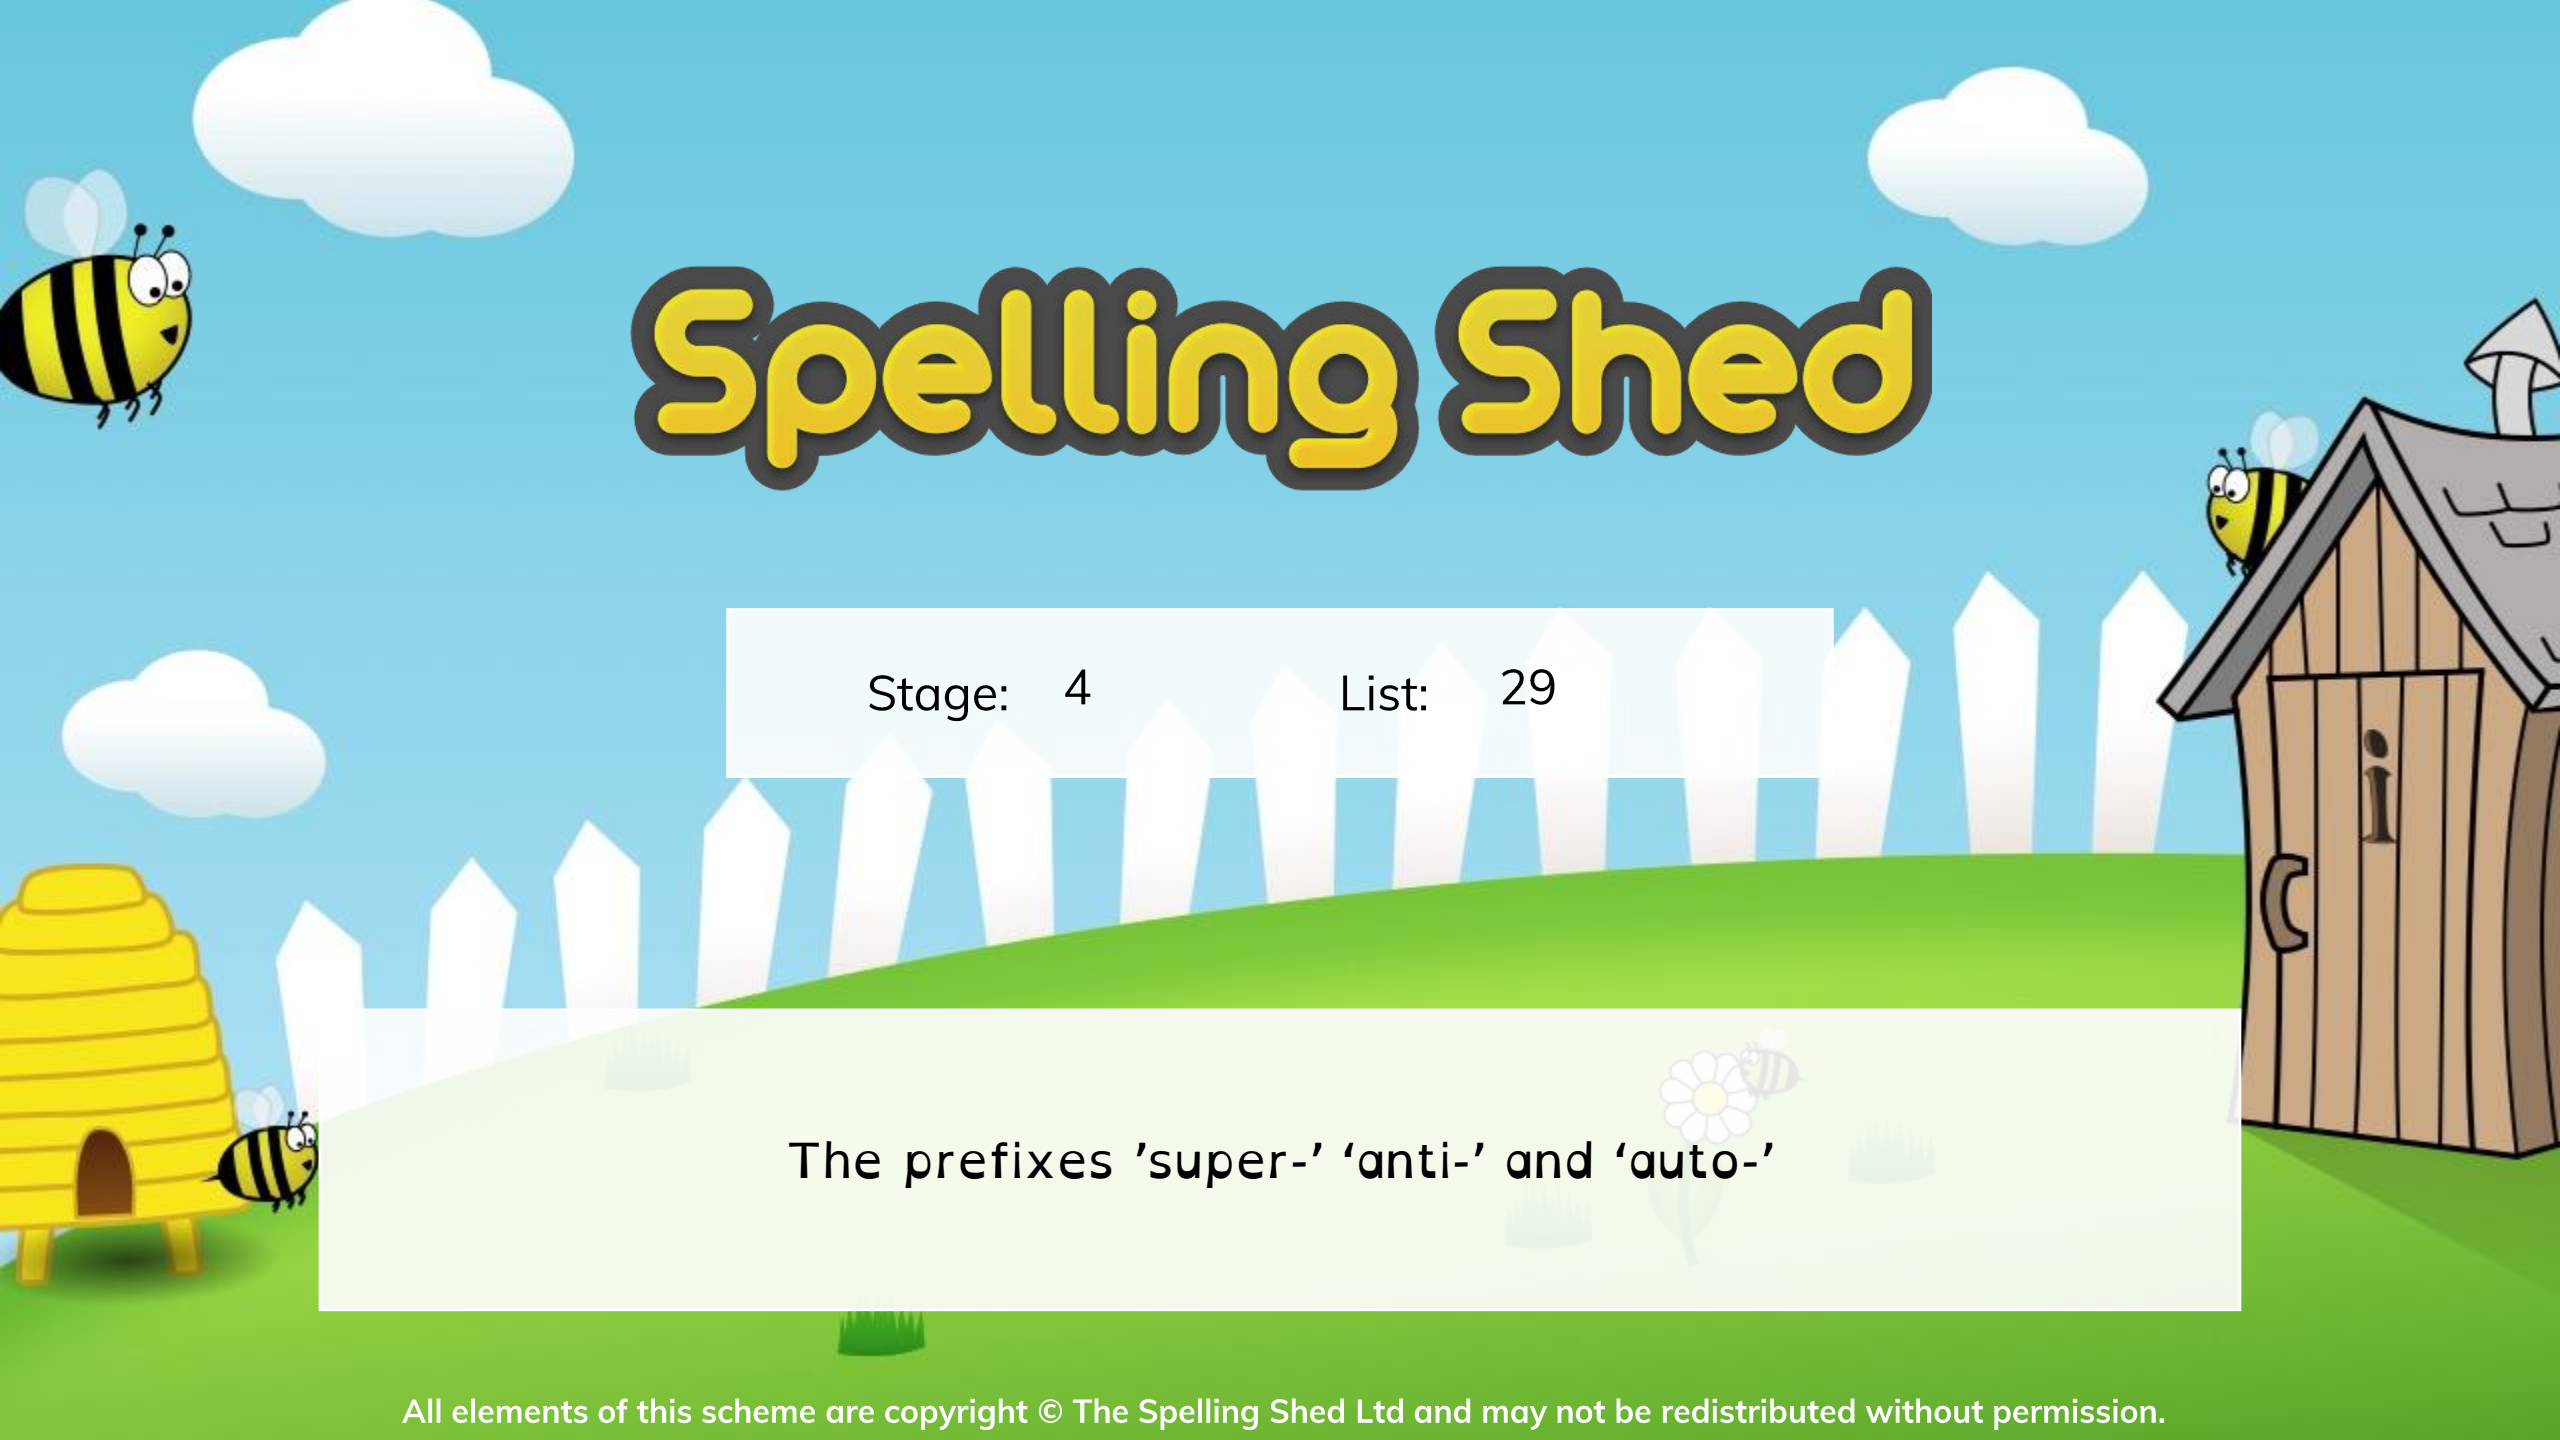 Spelling Shed
Stage: 4 List: 29
The prefixes ’super-’ ‘anti-’ and ‘auto-’
i
All elements of this scheme are copyright © The Spelling Shed Ltd and may not be redistributed without permission.